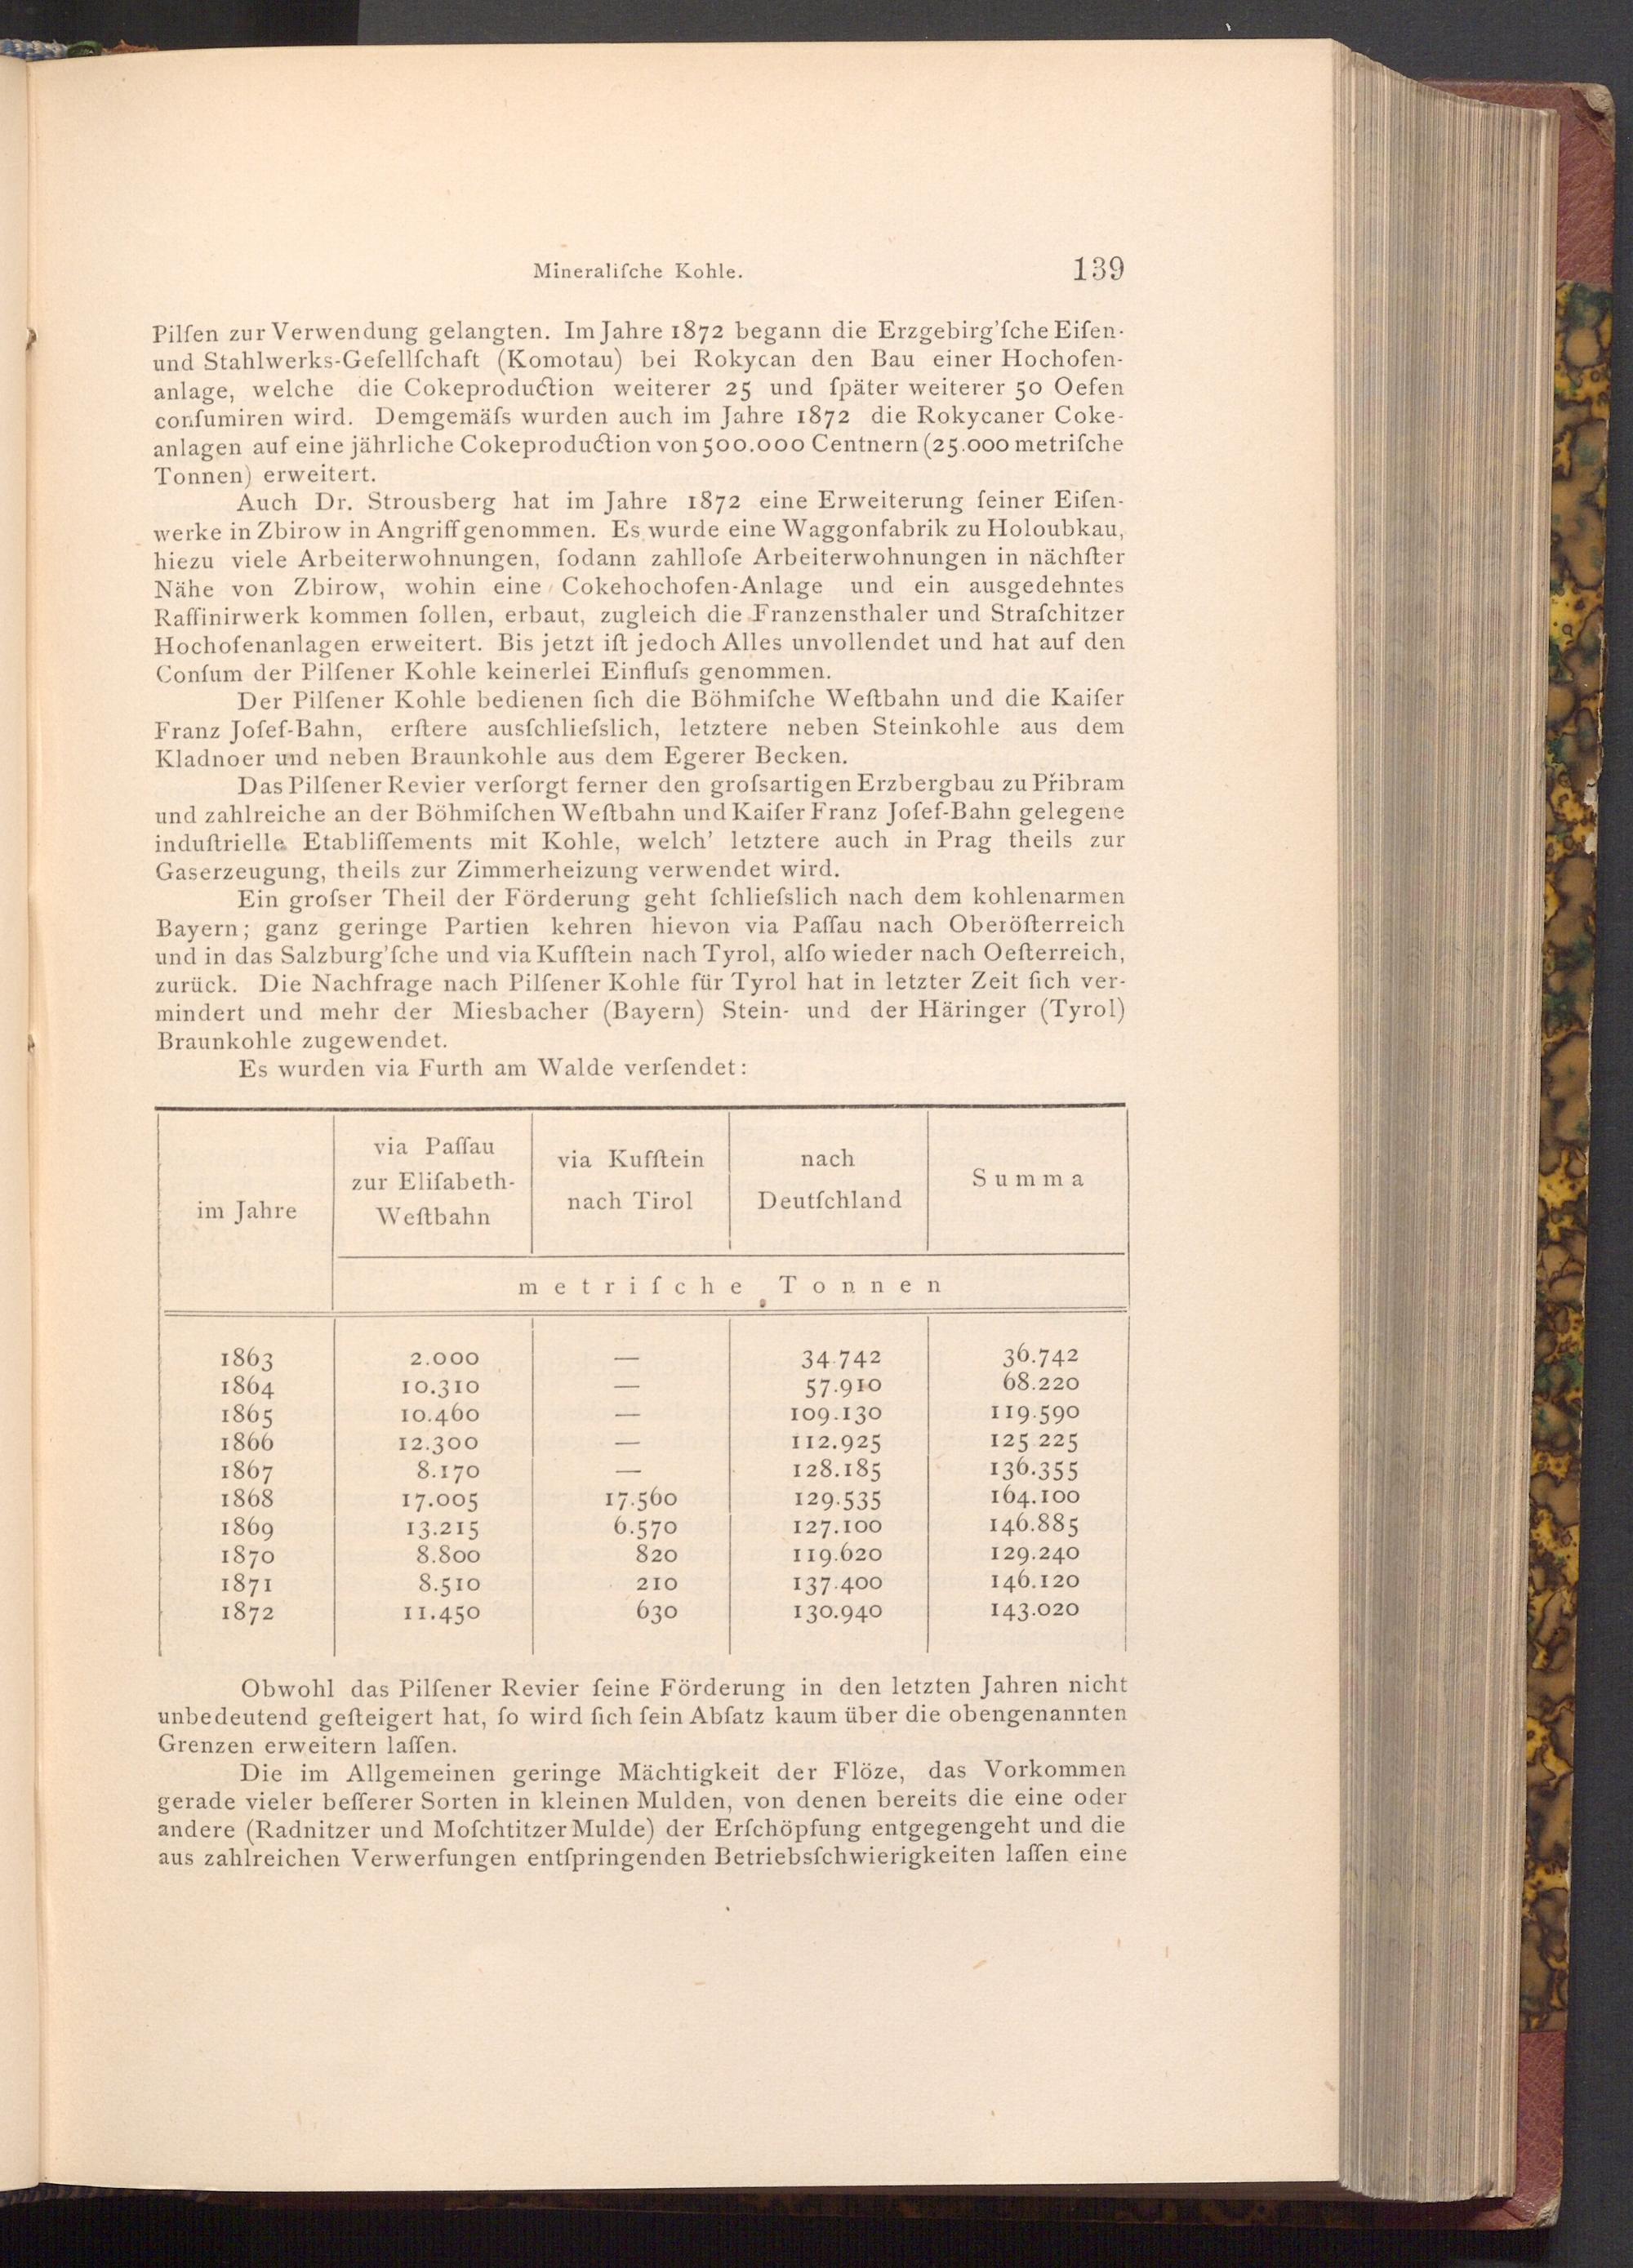 Mineraliſche Kohle. 139
Pilſen zur Verwendung gelangten. Im Jahre 1872 begann die Erzgebirg'ſche Eiſen-
und Stahlwerks-Geſellſchaft (Komotau) bei Rokycan den Bau einer Hochofen-
anlage, welche die Cokeproduction weiterer 25 und ſpäter weiterer 50 Oefen
conſumiren wird. Demgemäſs wurden auch im Jahre 1872 die Rokycaner Coke-
anlagen auf eine jährliche Cokeproduction von 500.000 Centnern (25.000 metriſche
Tonnen) erweitert.
Auch Dr. Strousberg hat im Jahre 1872 eine Erweiterung ſeiner Eiſen-
werke in Zbirow in Angriff genommen. Es wurde eine Waggonfabrik zu Holoubkau,
hiezu viele Arbeiterwohnungen, ſodann zahlloſe Arbeiterwohnungen in nächſter
Nähe von Zbirow, wohin eine Cokehochofen-Anlage und ein ausgedehntes
Raffinirwerk kommen ſollen, erbaut, zugleich die Franzensthaler und Straſchitzer
Hochofenanlagen erweitert. Bis jetzt iſt jedoch Alles unvollendet und hat auf den
Conſum der Pilſener Kohle keinerlei Einfluſs genommen.
Der Pilſener Kohle bedienen ſich die Böhmiſche Weſtbahn und die Kaiſer
Franz Joſef-Bahn, erſtere ausſchlieſslich, letztere neben Steinkohle aus dem
Kladnoer und neben Braunkohle aus dem Egerer Becken.
Das Pilſener Revier verſorgt ferner den groſsartigen Erzbergbau zu Přibram
und zahlreiche an der Böhmiſchen Weſtbahn und Kaiſer Franz Joſef-Bahn gelegene
induſtrielle Etabliſſements mit Kohle, welch' letztere auch in Prag theils zur
Gaserzeugung, theils zur Zimmerheizung verwendet wird.
Ein groſser Theil der Förderung geht ſchlieſslich nach dem kohlenarmen
Bayern; ganz geringe Partien kehren hievon via Paſſau nach Oberöſterreich
und in das Salzburg'ſche und via Kufſtein nach Tyrol, alſo wieder nach Oeſterreich,
zurück. Die Nachfrage nach Pilſener Kohle für Tyrol hat in letzter Zeit ſich ver-
mindert und mehr der Miesbacher (Bayern) Stein- und der Häringer (Tyrol)
Braunkohle zugewendet.
Es wurden via Furth am Walde verſendet:
im Jahre
via Paſſau
zur Eliſabeth-
Weſtbahn
via Kufſtein
nach Tirol
nach
Deutſchland
Summa
metriſche Tonnen
1863 2.000 — 34.742 36.742
1864 10.310 — 57.910 68.220
1865 10.460 — 109.130 119.590
1866 12.300 — 112.925 125 225
1867 8.170 — 128.185 136.355
1868 17.005 17.560 129.535 164.100
1869 13.215 6.570 127.100 146.885
1870 8.800 820 119.620 129.240
1871 8.510 210 137.400 146.120
1872 11.450 630 130.940 143.020
Obwohl das Pilſener Revier ſeine Förderung in den letzten Jahren nicht
unbedeutend geſteigert hat, ſo wird ſich ſein Abſatz kaum über die obengenannten
Grenzen erweitern laſſen.
Die im Allgemeinen geringe Mächtigkeit der Flöze, das Vorkommen
gerade vieler beſſerer Sorten in kleinen Mulden, von denen bereits die eine oder
andere (Radnitzer und Moſchtitzer Mulde) der Erſchöpfung entgegengeht und die
aus zahlreichen Verwerfungen entſpringenden Betriebsſchwierigkeiten laſſen eine